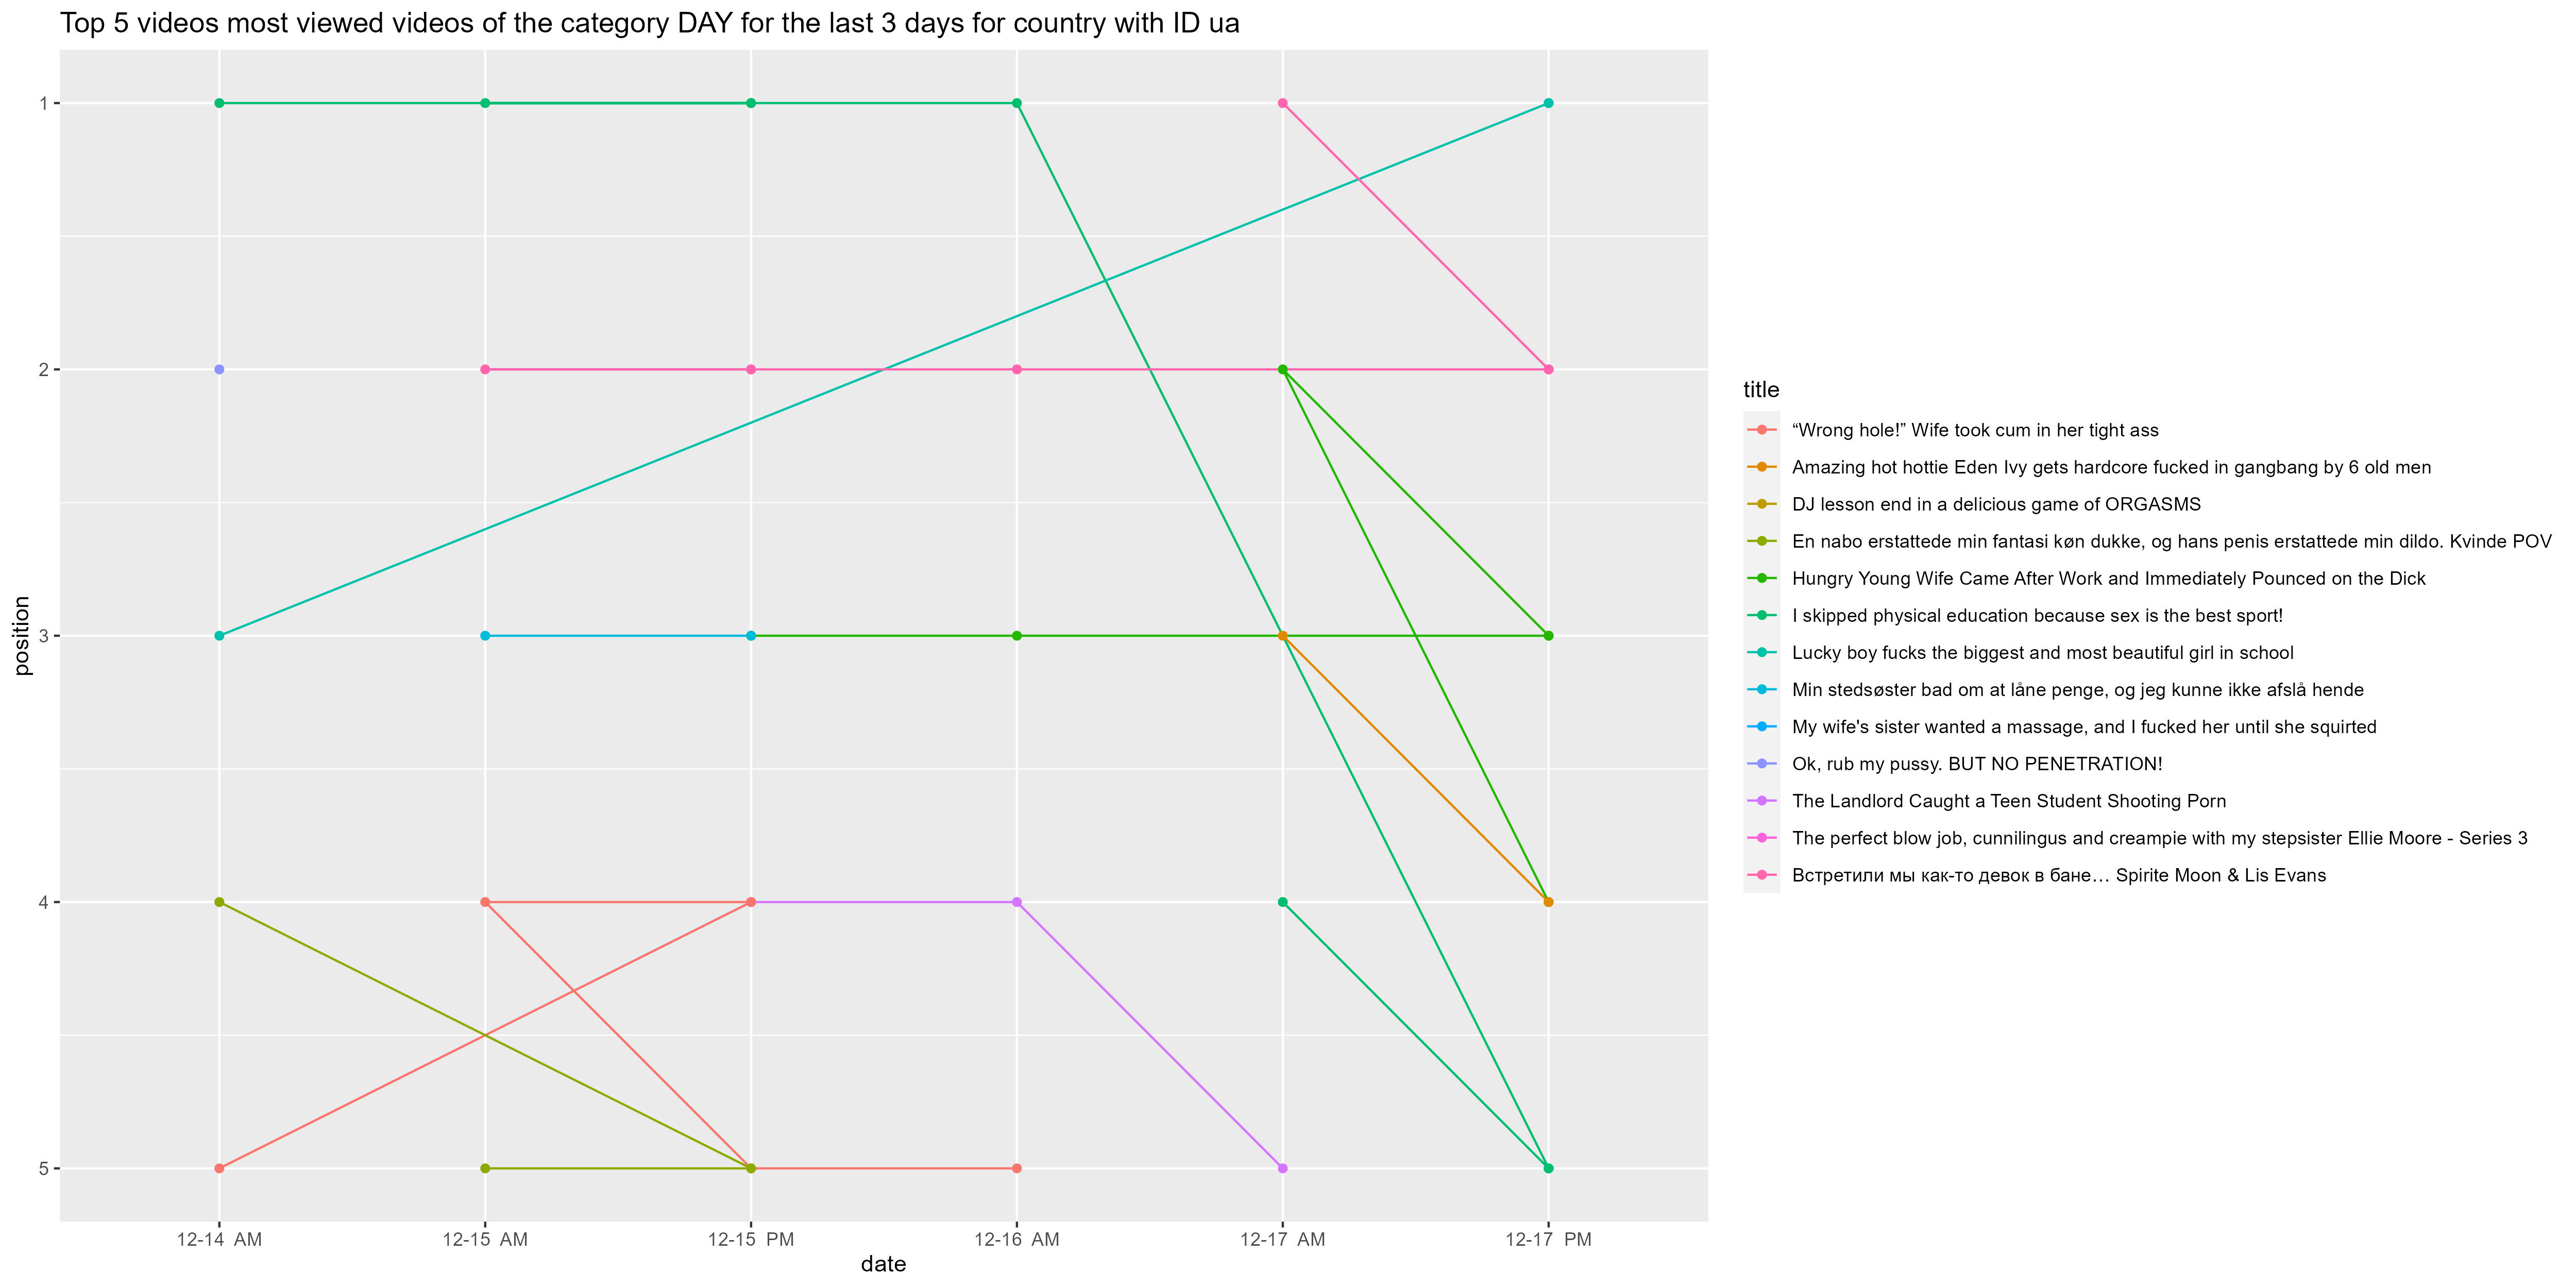 Top 5 videos most viewed videos of the category DAY for the last 3 days for country with ID ua
position
1
2
3
4
5
12-14 AM
12-15 AM
12-15 PM
12-16 AM
12-17 AM
12-17 PM
date
title
“Wrong hole!” Wife took cum in her tight ass
Amazing hot hottie Eden Ivy gets hardcore fucked in gangbang by 6 old men
DJ lesson end in a delicious game of ORGASMS
En nabo erstattede min fantasi køn dukke, og hans penis erstattede min dildo. Kvinde POV
Hungry Young Wife Came After Work and Immediately Pounced on the Dick
I skipped physical education because sex is the best sport!
Lucky boy fucks the biggest and most beautiful girl in school
Min stedsøster bad om at låne penge, og jeg kunne ikke afslå hende
My wife's sister wanted a massage, and I fucked her until she squirted
Ok, rub my pussy. BUT NO PENETRATION!
The Landlord Caught a Teen Student Shooting Porn
The perfect blow job, cunnilingus and creampie with my stepsister Ellie Moore - Series 3
Встретили мы как-то девок в бане… Spirite Moon & Lis Evans